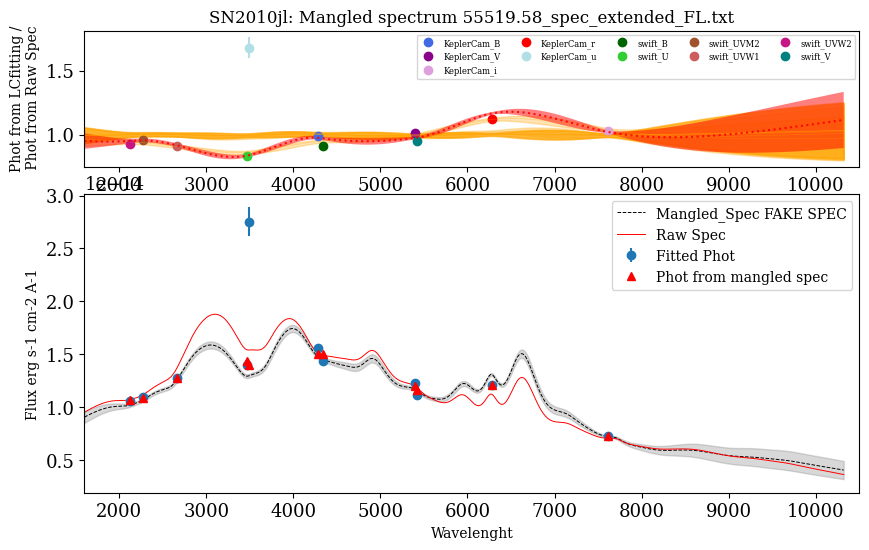 SN2010jl: Mangled spectrum 55519.58_spec_extended_FL.txt
Phot from LCfitting /
Phot from Raw Spec
1.5
1.0
KeplerCam_B
KeplerCam_V
KeplerCam_i
KeplerCam_r
KeplerCam_u
swift_B
swift_U
swift_UVM2
swift_UVW1
swift_UVW2
swift_V
2000 3000 4000 5000 6000 7000 8000 9000 10000
1e−14
Flux erg s-1 cm-2 A-1
3.0
2.5
2.0
1.5
1.0
0.5
Mangled_Spec FAKE SPEC
Raw Spec
Fitted Phot
Phot from mangled spec
2000 3000 4000 5000 6000 7000 8000 9000 10000
Wavelenght